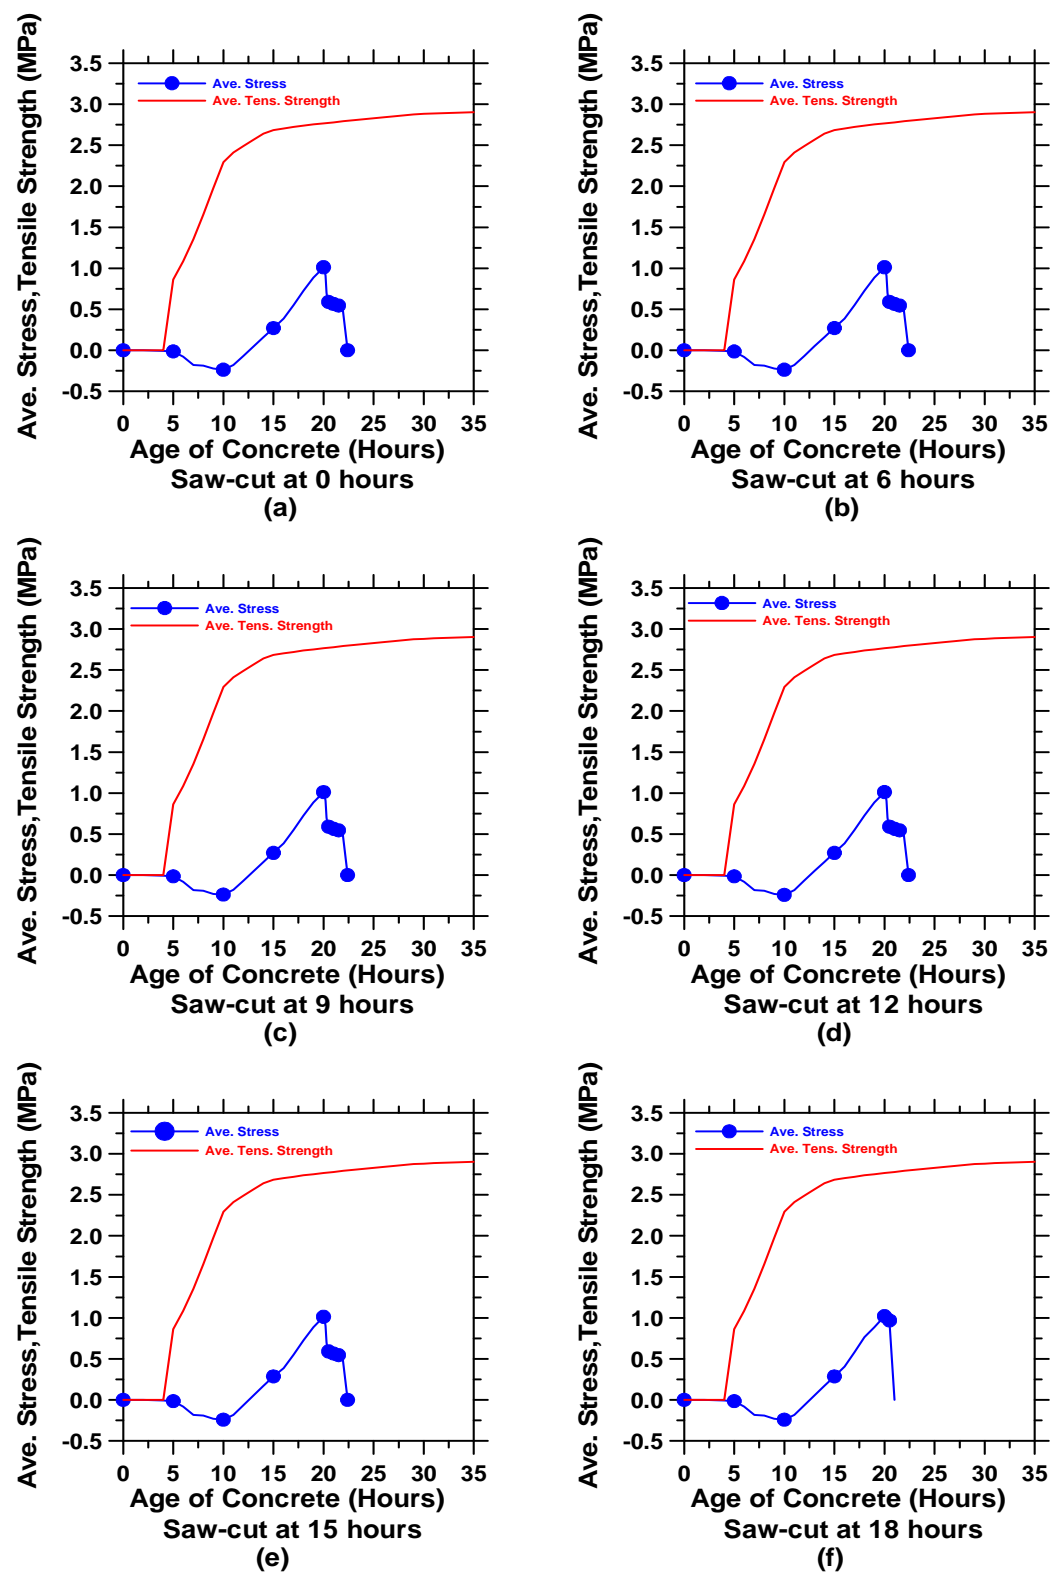 Ave. Stress,Tensile Strength (MPa)
3.5
3.0
2.5
2.0
1.5
1.0
0.5
0.0
-0.5
Ave. Stress
Ave. Tens. Strength
0 5 10 15 20 25 30 35
Age of Concrete (Hours)
Saw-cut at 0 hours
(a)
Ave. Stress,Tensile Strength (MPa)
3.5
3.0
2.5
2.0
1.5
1.0
0.5
0.0
-0.5
Ave. Stress
Ave. Tens. Strength
0 5 10 15 20 25 30 35
Age of Concrete (Hours)
Saw-cut at 6 hours
(b)
Ave. Stress,Tensile Strength (MPa)
3.5
3.0
2.5
2.0
1.5
1.0
0.5
0.0
-0.5
Ave. Stress
Ave. Tens. Strength
0 5 10 15 20 25 30 35
Age of Concrete (Hours)
Saw-cut at 9 hours
(c)
Ave. Stress,Tensile Strength (MPa)
3.5
3.0
2.5
2.0
1.5
1.0
0.5
0.0
-0.5
Ave. Stress
Ave. Tens. Strength
0 5 10 15 20 25 30 35
Age of Concrete (Hours)
Saw-cut at 12 hours
(d)
Ave. Stress,Tensile Strength (MPa)
3.5
3.0
2.5
2.0
1.5
1.0
0.5
0.0
-0.5
Ave. Stress
Ave. Tens. Strength
0 5 10 15 20 25 30 35
Age of Concrete (Hours)
Saw-cut at 15 hours
(e)
Ave. Stress,Tensile Strength (MPa)
3.5
3.0
2.5
2.0
1.5
1.0
0.5
0.0
-0.5
Ave. Stress
Ave. Tens. Strength
0 5 10 15 20 25 30 35
Age of Concrete (Hours)
Saw-cut at 18 hours
(f)